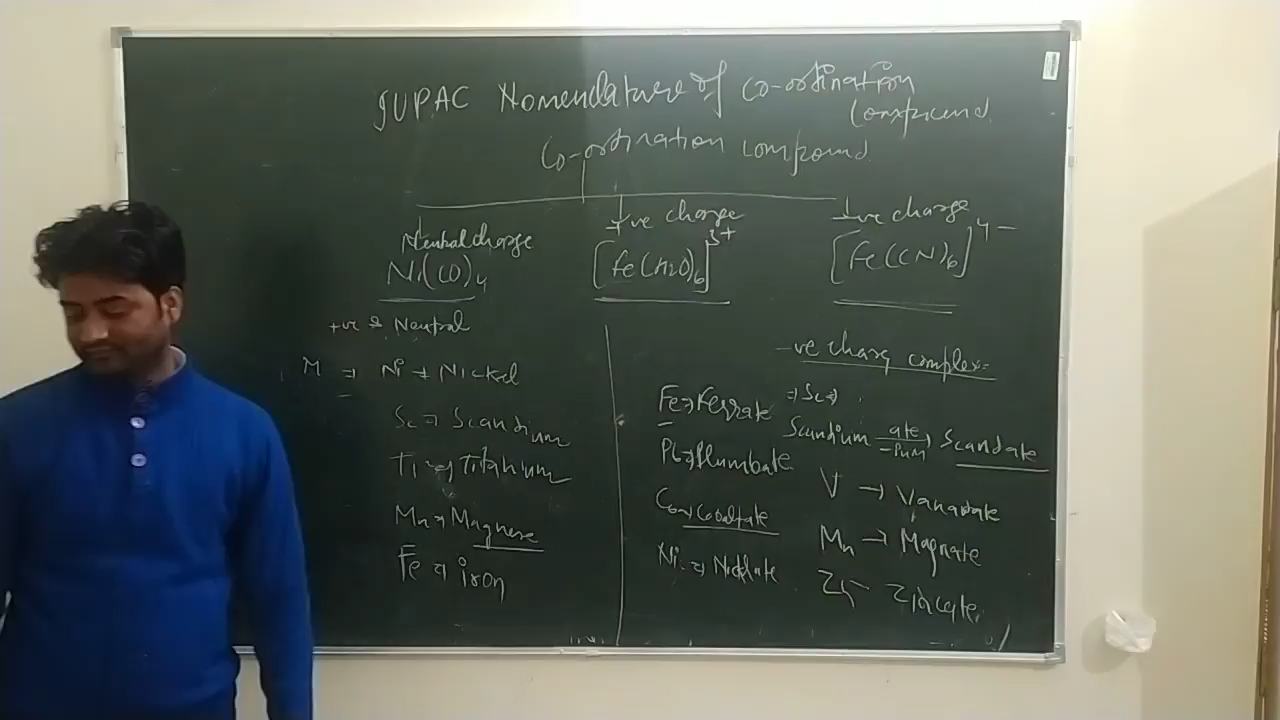 IUPAC Nomenclature of Co-ordination
Compound
Co-ordination compound
Neutral charge
Ni(CO)4
+ve charge
[Fe(H2O)6]3+
-ve charge
[Fe(CN)6]4-
+ve & Neutral
M ⇒ Ni → Nickel
Sc ⇒ Scandium
Ti ⇒ Titanium
Mn ⇒ Magnese
Fe ⇒ iron
-ve charg complex=
Fe ⇒ Ferrate
Pb ⇒ Plumbate
Co ⇒ Cobaltate
Ni ⇒ Nicklate
⇒ Sc ⇒
Scandium ate/-ium → Scandate
V → Vanadate
Mn → Magnate
Zn Zincate